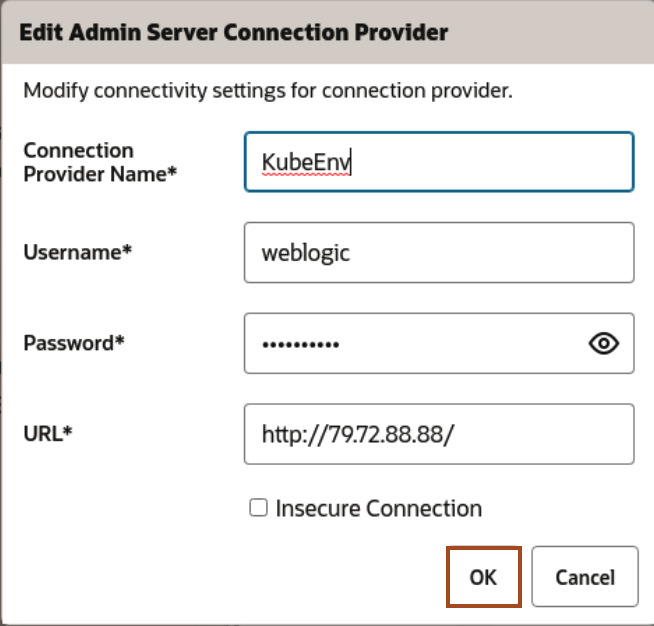 Edit Admin Server Connection Provider
Modify connectivity settings for connection provider.
Connection
Provider Name*
KubeEnv
Username*
weblogic
Password*
••••••••••
URL*
http://79.72.88.88/
Insecure Connection
OK
Cancel